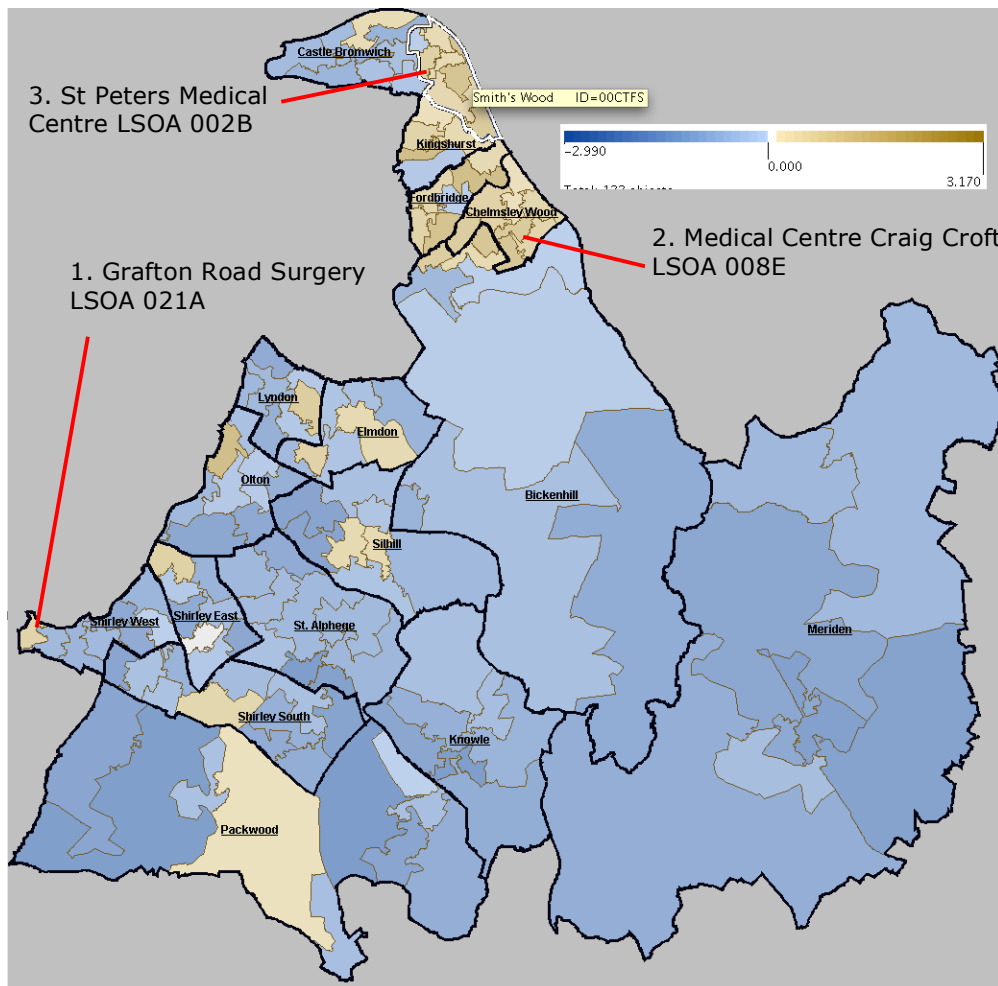 Castle Bromwich
3. St Peters Medical
Centre LSOA 002B
Smith's Wood ID=00CTFS
Kingshurst
-2.990
0.000
3.170
Fordbridge
Chelmsley Wood
2. Medical Centre Craig Croft
LSOA 008E
1. Grafton Road Surgery
LSOA 021A
Lyndon
Elmdon
Olton
Bickenhill
Silhill
Shirley West
Shirley East
St. Alphege
Meriden
Shirley South
Knowle
Packwood